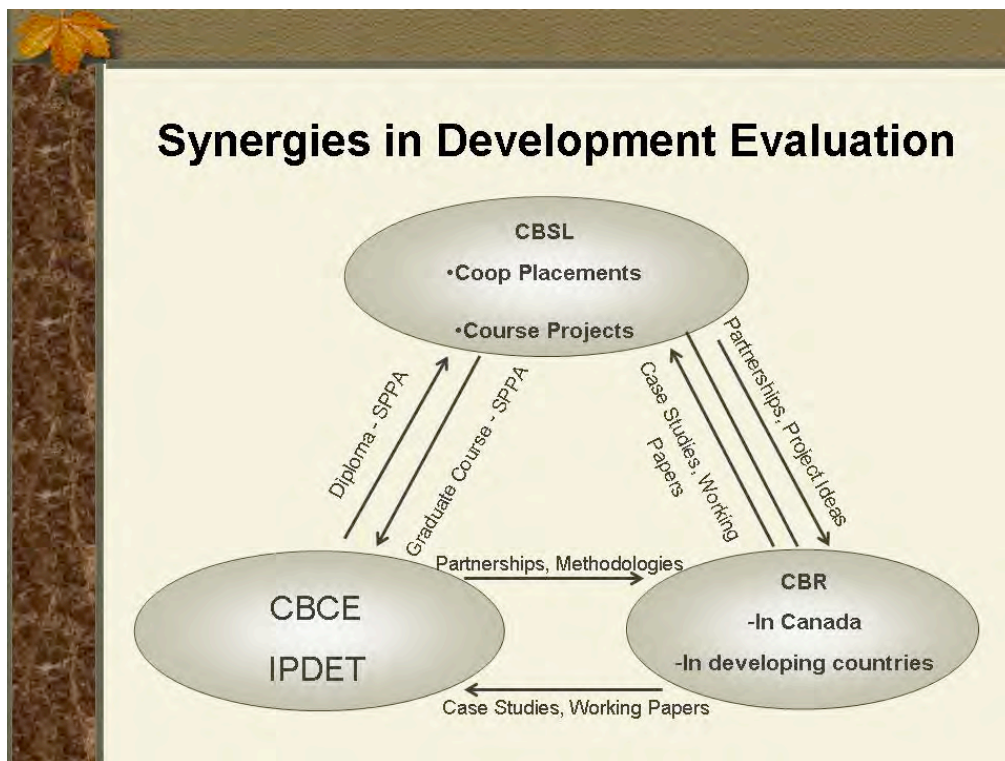 Synergies in Development Evaluation
CBSL
•Coop Placements
•Course Projects
Diploma - SPPA
Graduate Course - SPPA
Case Studies, Working
Papers
Partnerships, Project Ideas
CBCE
IPDET
Partnerships, Methodologies
CBR
-In Canada
-In developing countries
Case Studies, Working Papers